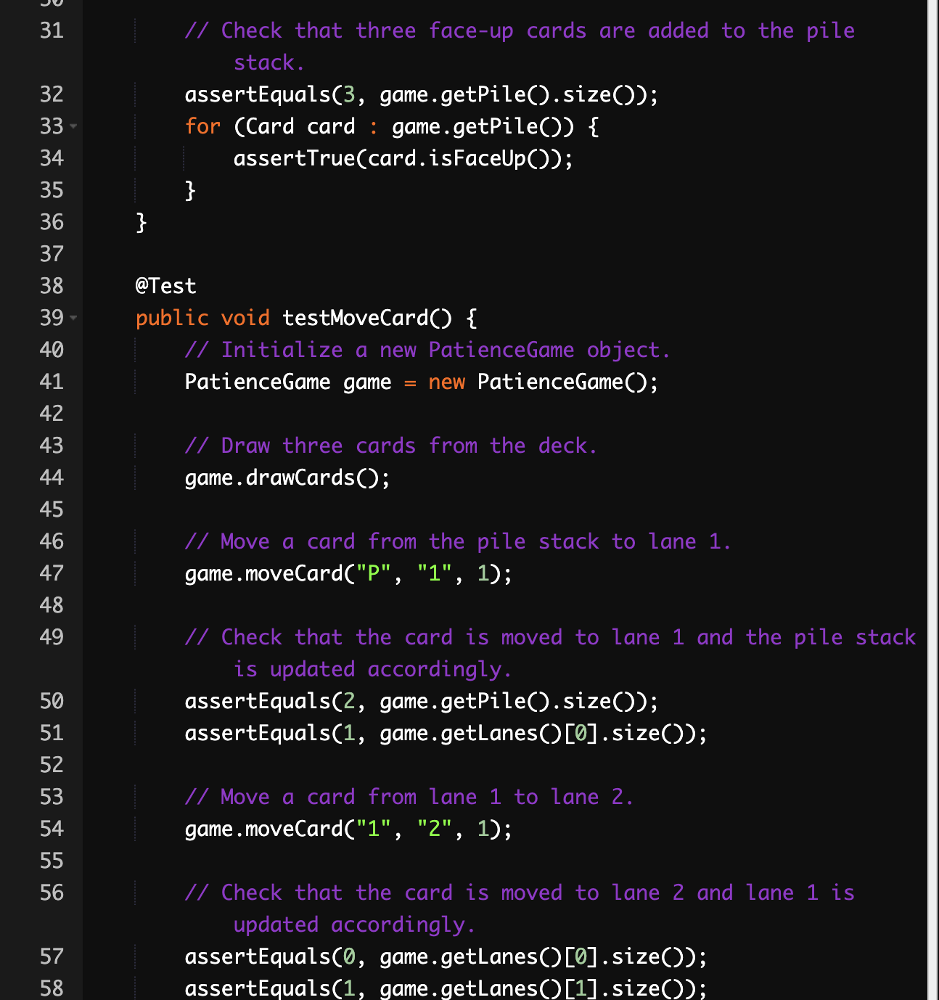 31 // Check that three face-up cards are added to the pile
stack.
32 assertEquals(3, game.getPile().size());
33 for (Card card : game.getPile()) {
34 assertTrue(card.isFaceUp());
35 }
36 }
37
38 @Test
39 public void testMoveCard() {
40 // Initialize a new PatienceGame object.
41 PatienceGame game = new PatienceGame();
42
43 // Draw three cards from the deck.
44 game.drawCards();
45
46 // Move a card from the pile stack to lane 1.
47 game.moveCard("P", "1", 1);
48
49 // Check that the card is moved to lane 1 and the pile stack
is updated accordingly.
50 assertEquals(2, game.getPile().size());
51 assertEquals(1, game.getLanes()[0].size());
52
53 // Move a card from lane 1 to lane 2.
54 game.moveCard("1", "2", 1);
55
56 // Check that the card is moved to lane 2 and lane 1 is
updated accordingly.
57 assertEquals(0, game.getLanes()[0].size());
58 assertEquals(1, game.getLanes()[1].size());